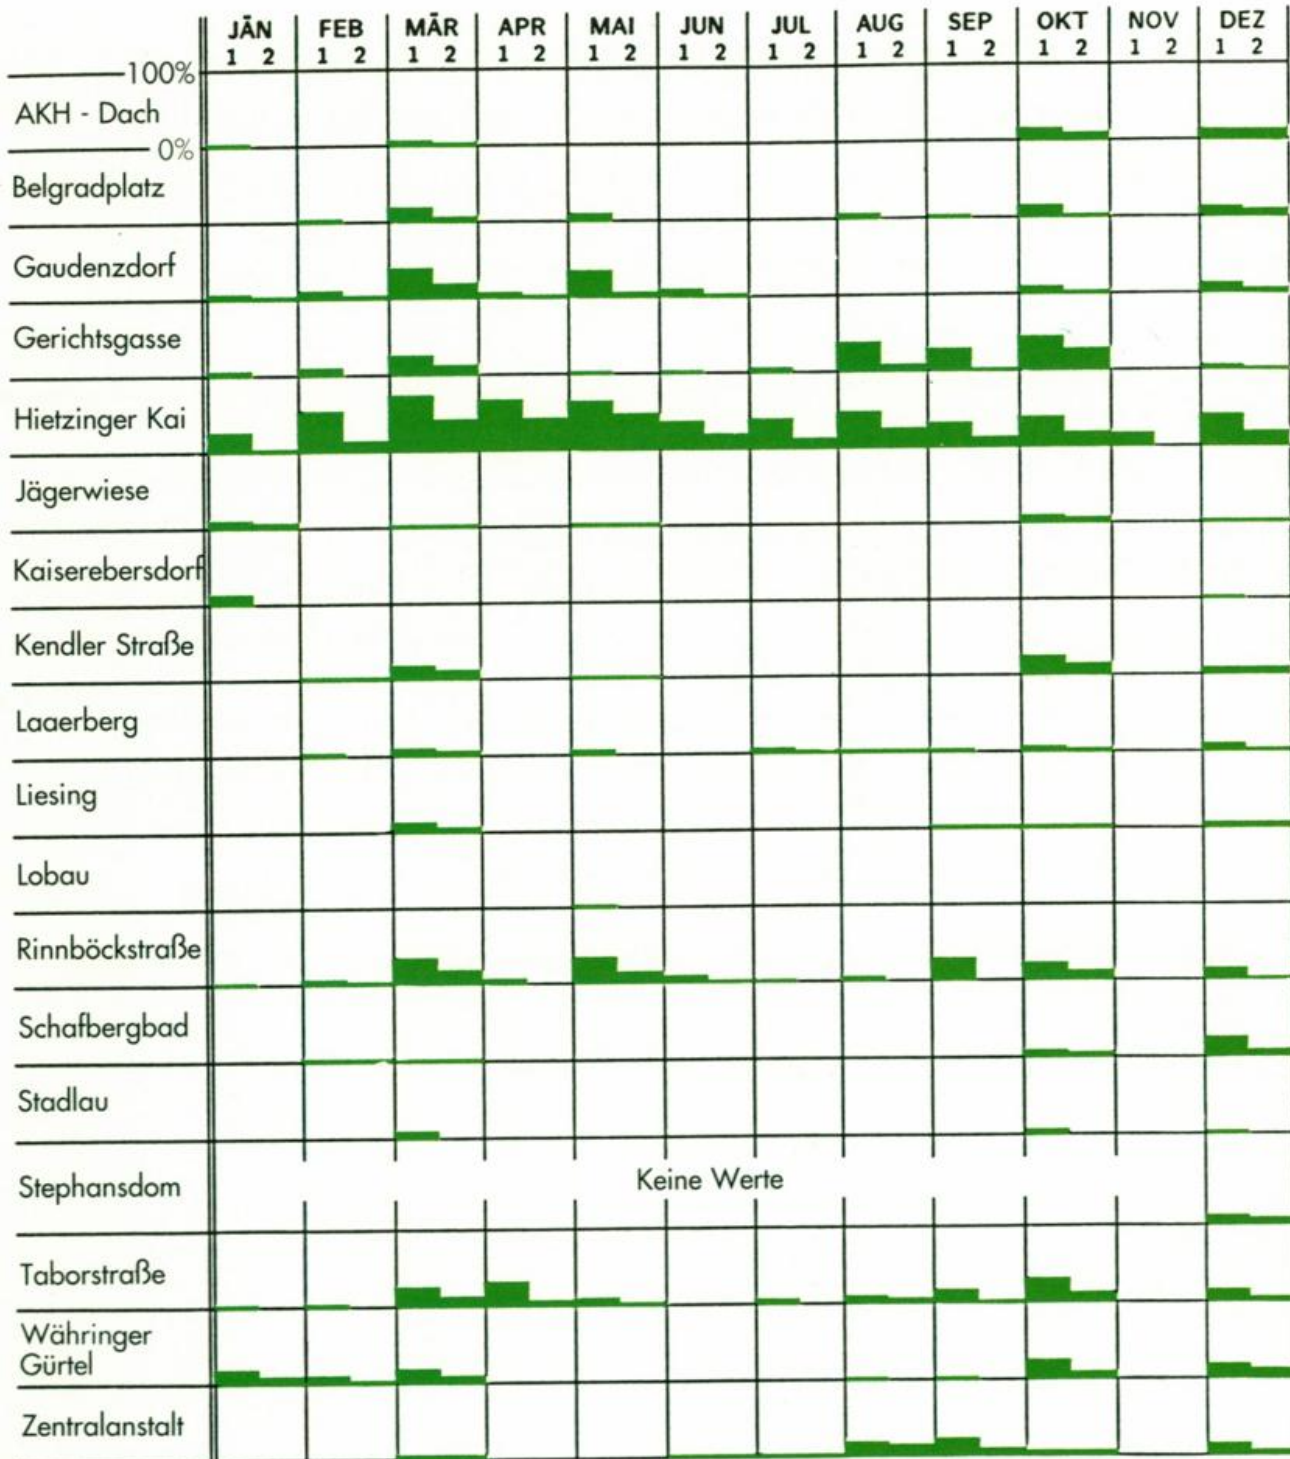 JÄN FEB MÄR APR MAI JUN JUL AUG SEP OKT NOV DEZ
1 2 1 2 1 2 1 2 1 2 1 2 1 2 1 2 1 2 1 2 1 2 1 2
100%
AKH - Dach
0%
Belgradplatz
Gaudenzdorf
Gerichtsgasse
Hietzinger Kai
Jägerwiese
Kaiserebersdorf
Kendler Straße
Laaerberg
Liesing
Lobau
Rinnböckstraße
Schafbergbad
Stadlau
Stephansdom
Keine Werte
Taborstraße
Währinger
Gürtel
Zentralanstalt